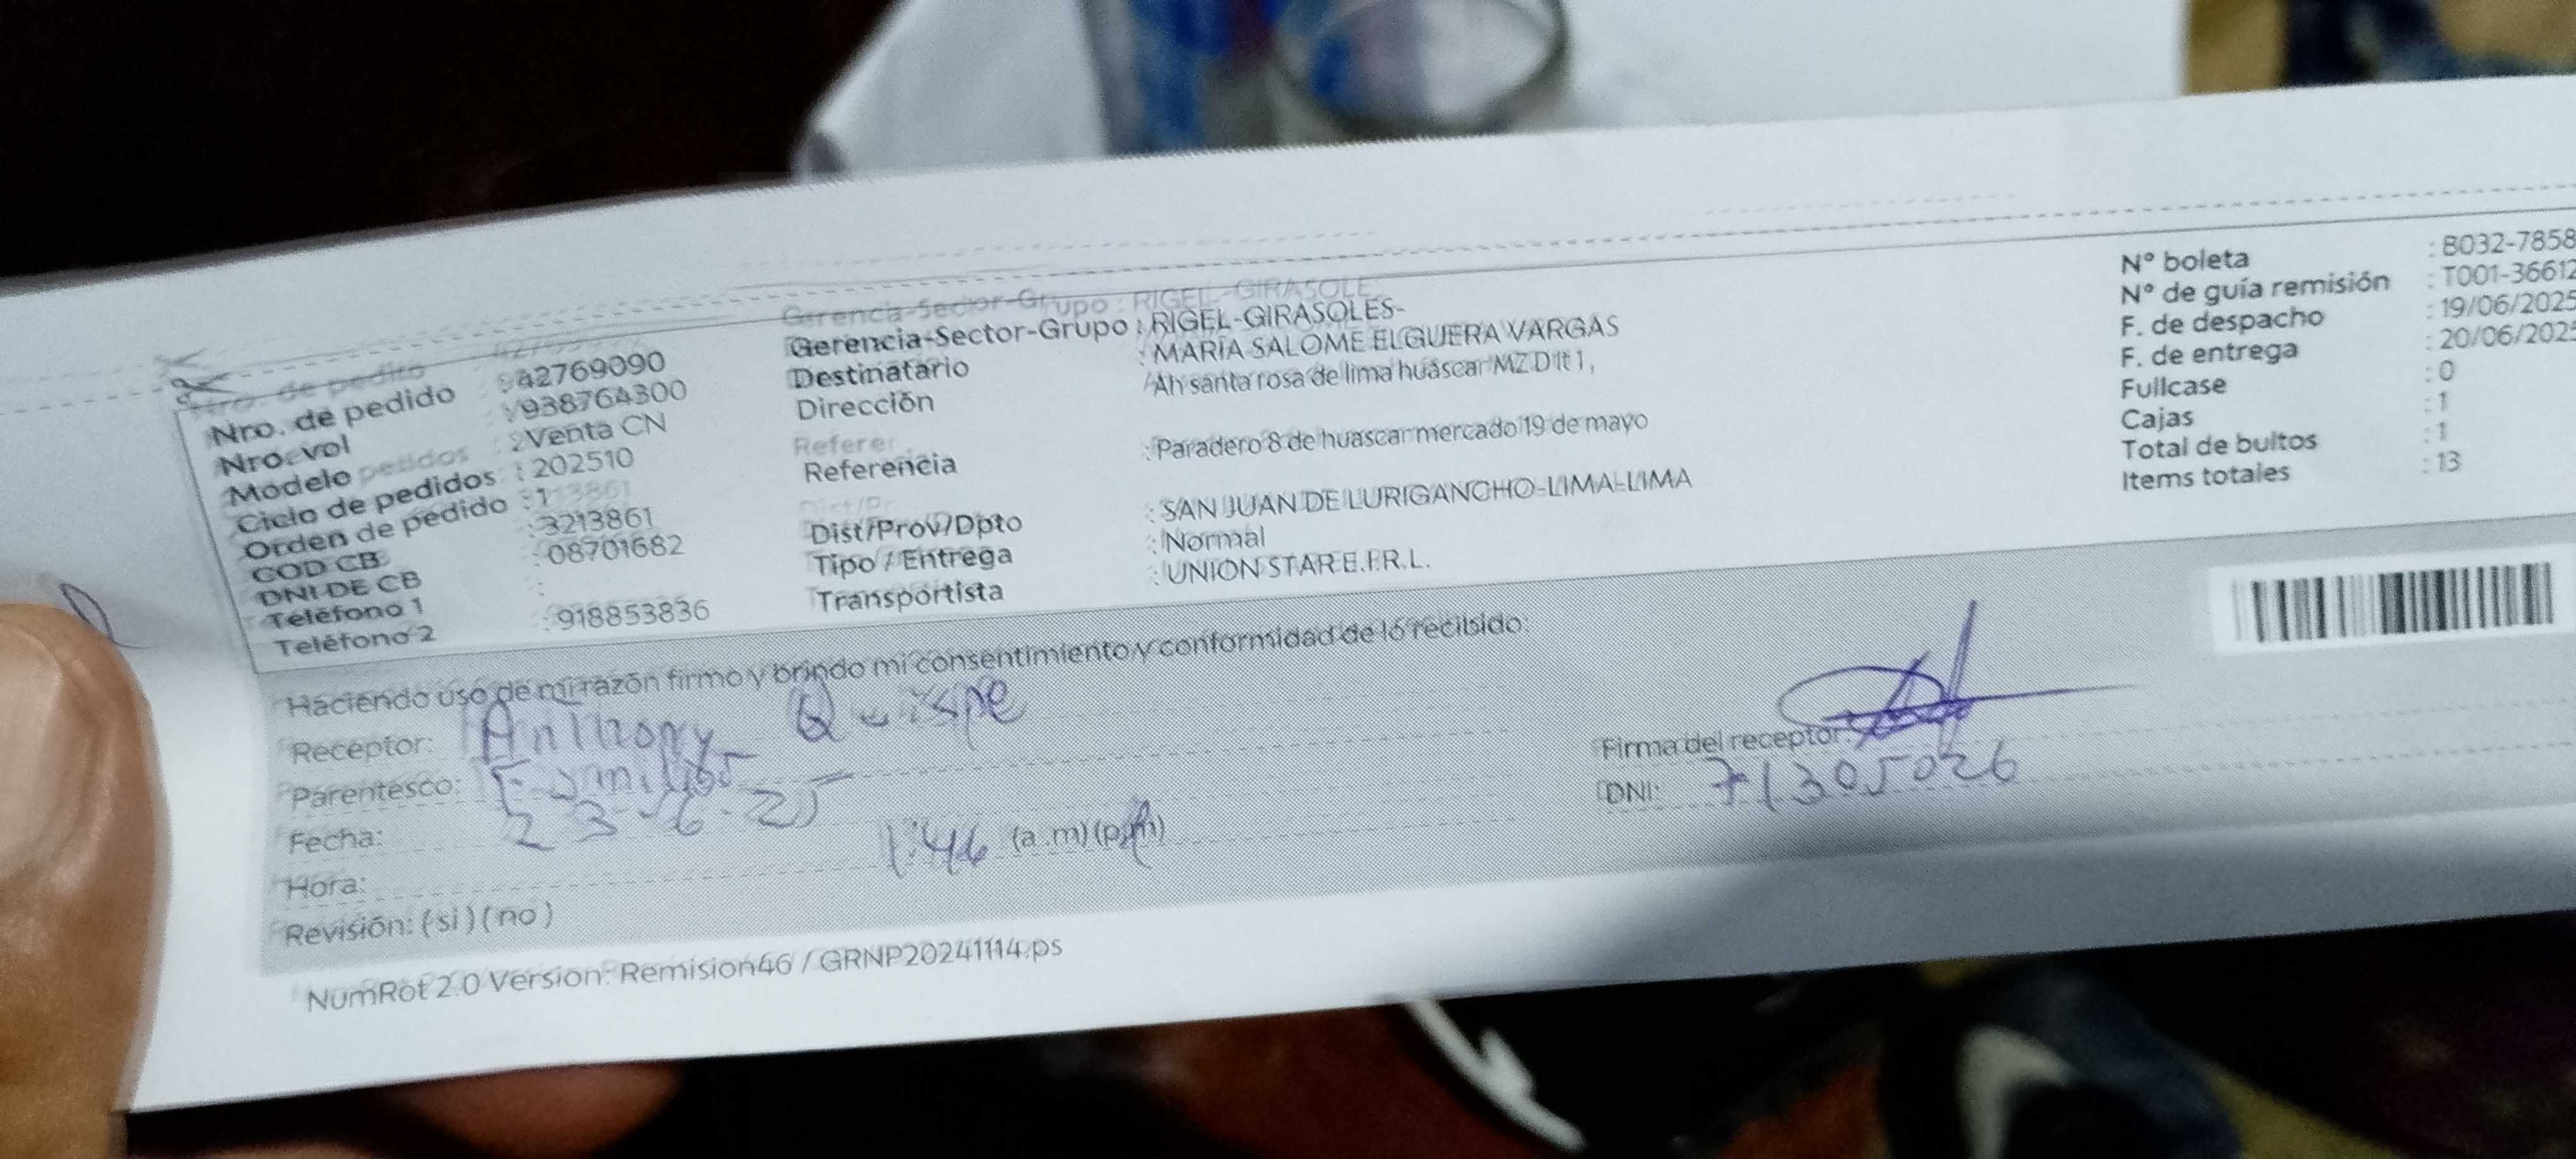 Nro. de pedido : 42769090
Nro. vol : 938764300
Modelo : Venta CN
Ciclo de pedidos : 202510
Orden de pedido : 1
COD CB : 3213861
DNI DE CB : 08701682
Teléfono 1 :
Teléfono 2 : 918853836
Gerencia-Sector-Grupo : RIGEL-GIRASOLES-
Destinatario : MARIA SALOME ELGUERA VARGAS
Dirección : Ah santa rosa de lima huáscar MZ D lt 1,
Referencia : Paradero 8 de huascar mercado 19 de mayo
Dist/Prov/Dpto : SAN JUAN DE LURIGANCHO-LIMA-LIMA
Tipo / Entrega : Normal
Transportista : UNION STAR E.I.R.L.
N° boleta : B032-7858
N° de guía remisión : T001-36612
F. de despacho : 19/06/2025
F. de entrega : 20/06/2025
Fullcase : 0
Cajas : 1
Total de bultos : 1
Items totales : 13
Haciendo uso de mi razón firmo y brindo mi consentimiento y conformidad de lo recibido:
Receptor: Anthony Quispe
Parentesco: Familiar
Fecha: 23-6-25
Hora: 1:46 (a.m) (p.m)
Revisión: (si) (no)
Firma del receptor:
DNI: 71305026
NumRot 2.0 Version: Remision46 / GRNP20241114.ps